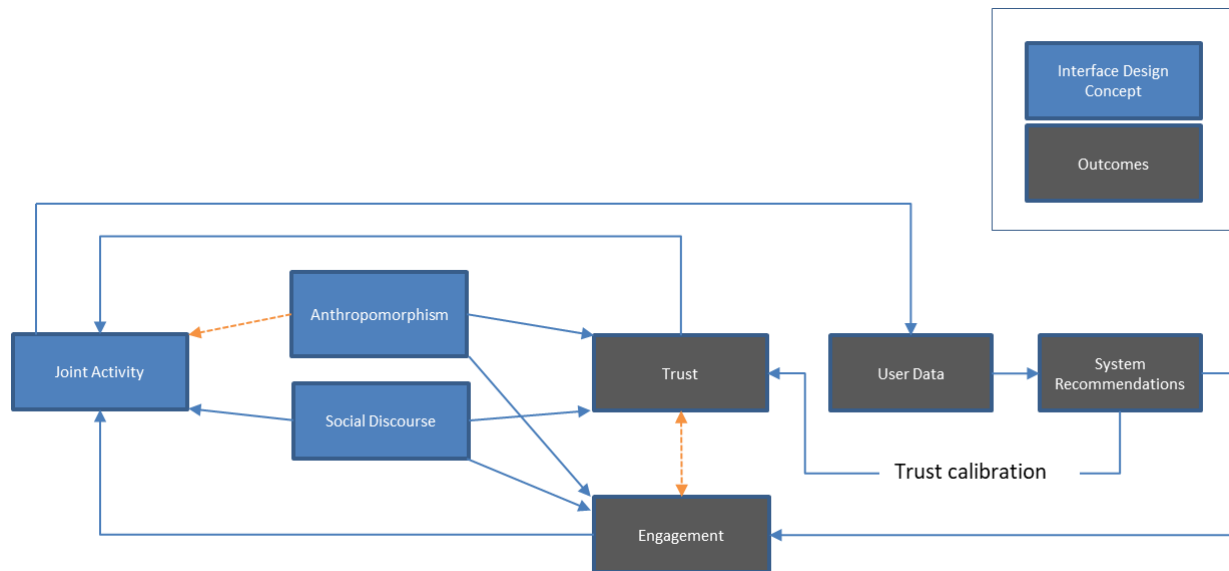 Interface Design
Concept
Outcomes
Anthropomorphism
Joint Activity
Trust
User Data
System
Recommendations
Social Discourse
Trust calibration
Engagement